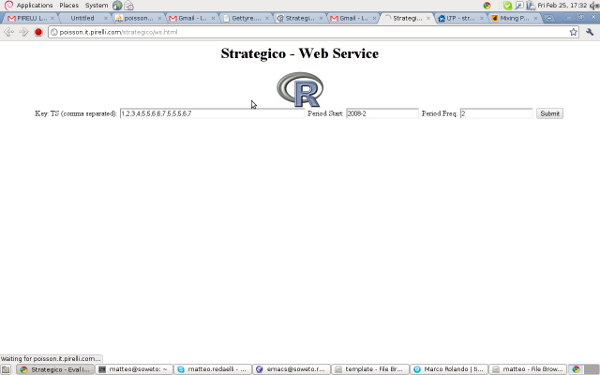 Applications Places System Fri Feb 25, 17:32
PIRELLI L Untitled poisson... Gmail - I... Gettyre... Strategi... Gmail - I... Strategi... LTP - str... Mixing P...
poisson.it.pirelli.com/strategico/ws.html
Strategico - Web Service
R
Key: TS (comma separated): 1,2,3,4,5,5,6,6,7,5,5,5,6,7 Period Start: 2008-2 Period Freq: 2 Submit
Waiting for poisson.it.pirelli.com...
Strategico - Eval i... matteo@soweto: ~ matteo.redaelli - ... emacs@soweto.r... template - File Br... Marco Rolando | ti... matteo - File Brow...